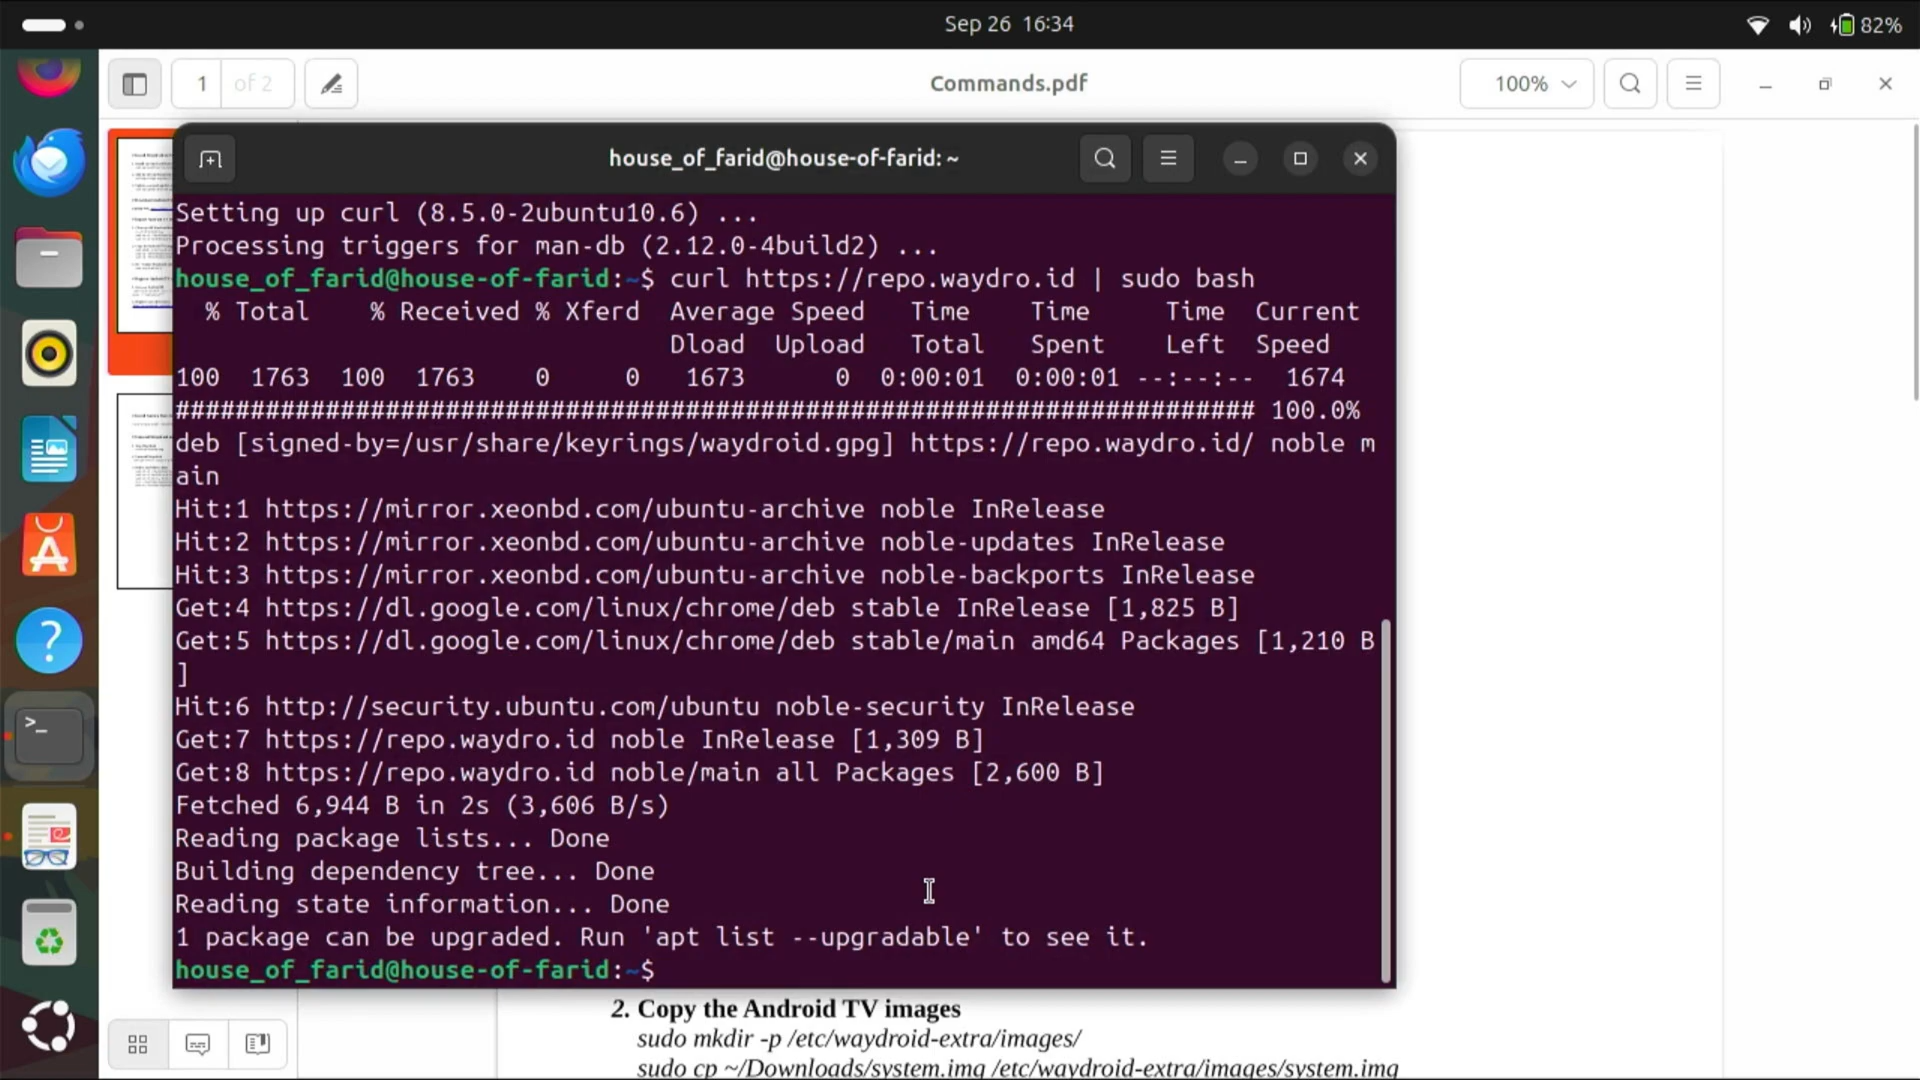 Sep 26 16:34
82%
1 of 2
Commands.pdf
100%
house_of_farid@house-of-farid: ~
Setting up curl (8.5.0-2ubuntu10.6) ...
Processing triggers for man-db (2.12.0-4build2) ...
house_of_farid@house-of-farid:~$ curl https://repo.waydro.id | sudo bash
% Total % Received % Xferd Average Speed Time Time Time Current
Dload Upload Total Spent Left Speed
100 1763 100 1763 0 0 1673 0 0:00:01 0:00:01 --:--:-- 1674
######################################################################## 100.0%
deb [signed-by=/usr/share/keyrings/waydroid.gpg] https://repo.waydro.id/ noble m
ain
Hit:1 https://mirror.xeonbd.com/ubuntu-archive noble InRelease
Hit:2 https://mirror.xeonbd.com/ubuntu-archive noble-updates InRelease
Hit:3 https://mirror.xeonbd.com/ubuntu-archive noble-backports InRelease
Get:4 https://dl.google.com/linux/chrome/deb stable InRelease [1,825 B]
Get:5 https://dl.google.com/linux/chrome/deb stable/main amd64 Packages [1,210 B
]
Hit:6 http://security.ubuntu.com/ubuntu noble-security InRelease
Get:7 https://repo.waydro.id noble InRelease [1,309 B]
Get:8 https://repo.waydro.id noble/main all Packages [2,600 B]
Fetched 6,944 B in 2s (3,606 B/s)
Reading package lists... Done
Building dependency tree... Done
Reading state information... Done
1 package can be upgraded. Run 'apt list --upgradable' to see it.
house_of_farid@house-of-farid:~$
2. Copy the Android TV images
sudo mkdir -p /etc/waydroid-extra/images/
sudo cp ~/Downloads/system.img /etc/waydroid-extra/images/system.img